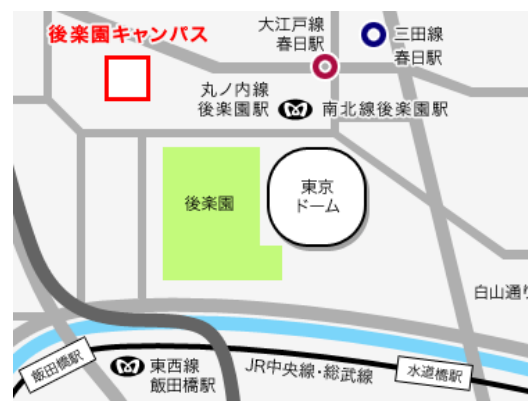 後楽園キャンパス
大江戸線
春日駅
三田線
春日駅
丸ノ内線
後楽園駅
南北線後楽園駅
後楽園
東京
ドーム
白山通り
飯田橋駅
東西線
飯田橋駅
JR中央線・総武線
水道橋駅